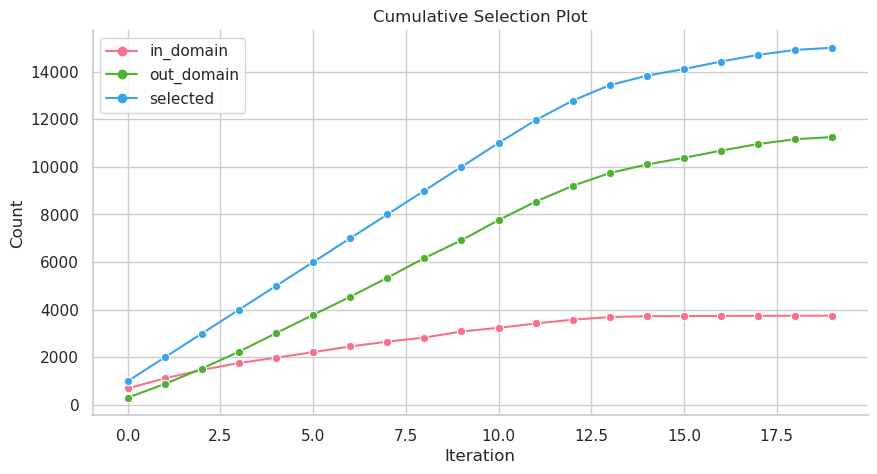 Cumulative Selection Plot
in_domain
out_domain
selected
14000
12000
10000
8000
6000
4000
2000
0
Count
0.0 2.5 5.0 7.5 10.0 12.5 15.0 17.5
Iteration